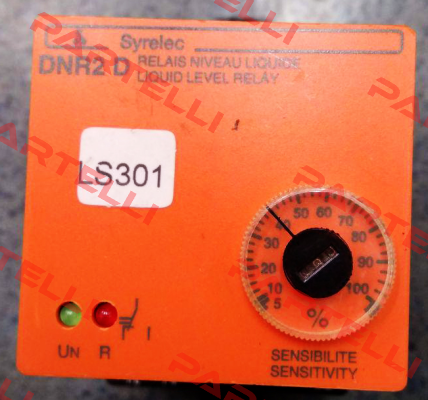 Syrelec
DNR2 D
RELAIS NIVEAU LIQUIDE
LIQUID LEVEL RELAY
LS301
5 10 20 30 50 60 70 80 90 100
%
I
UN R
SENSIBILITE
SENSITIVITY
PARTELLI